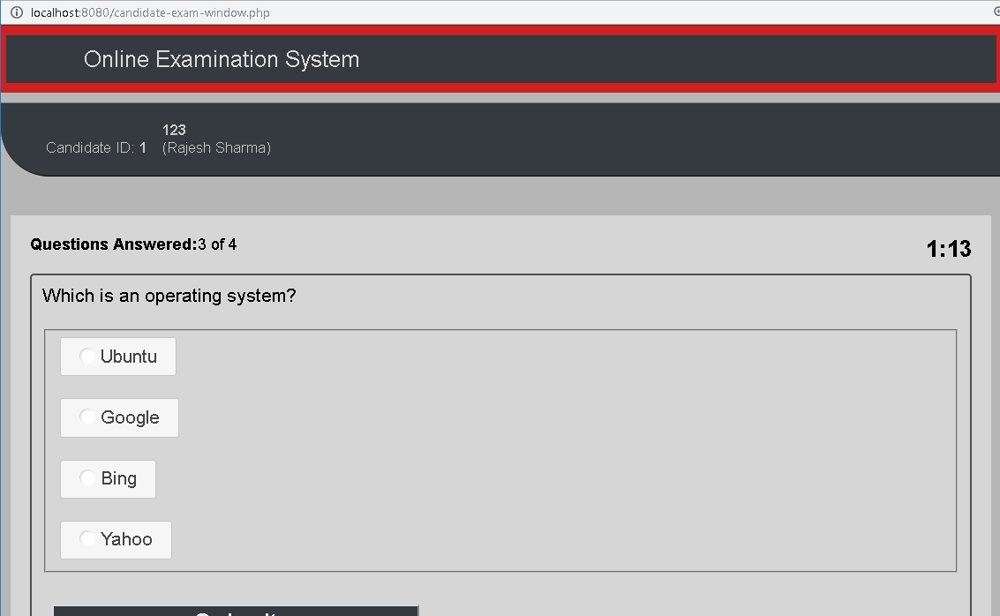 localhost:8080/candidate-exam-window.php
Online Examination System
123
Candidate ID: 1 (Rajesh Sharma)
Questions Answered:3 of 4
1:13
Which is an operating system?
Ubuntu
Google
Bing
Yahoo